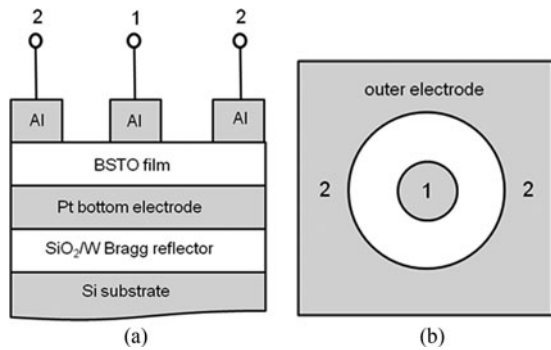 2 1 2
Al Al Al
BSTO film
Pt bottom electrode
SiO₂/W Bragg reflector
Si substrate
(a)
outer electrode
2 1 2
(b)